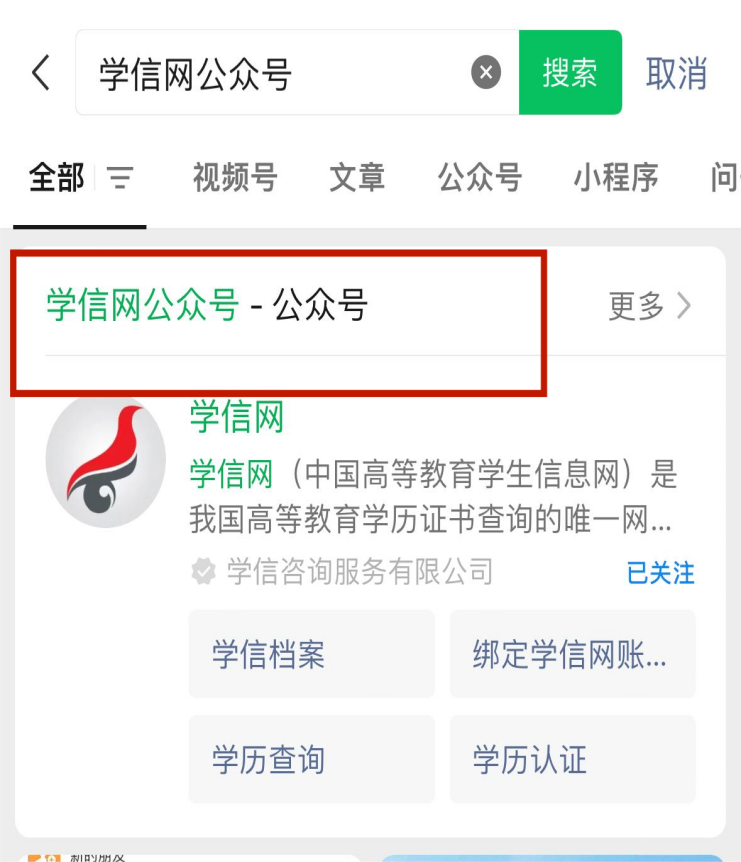 学信网公众号 搜索 取消
全部 视频号 文章 公众号 小程序 问
学信网公众号 - 公众号 更多
学信网
学信网（中国高等教育学生信息网）是
我国高等教育学历证书查询的唯一网...
学信咨询服务有限公司 已关注
学信档案 绑定学信网账...
学历查询 学历认证